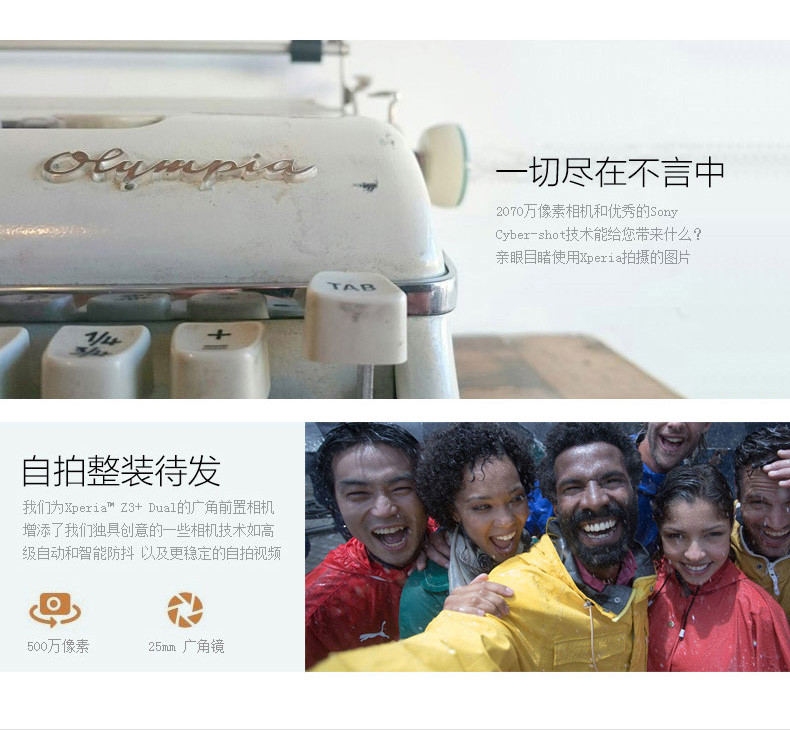 Olympia
TAB
1/4
3/4
+
=
一切尽在不言中
2070万像素相机和优秀的Sony
Cyber-shot技术能给您带来什么?
亲眼目睹使用Xperia拍摄的图片
自拍整装待发
我们为Xperia™ Z3+ Dual的广角前置相机
增添了我们独具创意的一些相机技术如高
级自动和智能防抖 以及更稳定的自拍视频
500万像素
25mm 广角镜